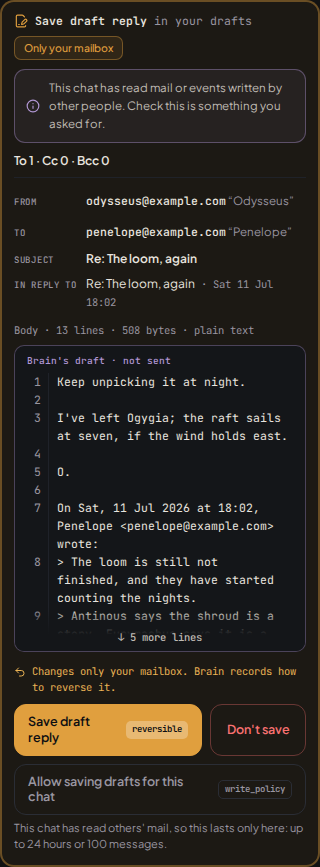 Save draft reply in your drafts
Only your mailbox
This chat has read mail or events written by
other people. Check this is something you
asked for.
To 1 · Cc 0 · Bcc 0
FROM odysseus@example.com “Odysseus”
TO penelope@example.com “Penelope”
SUBJECT Re: The loom, again
IN REPLY TO Re: The loom, again · Sat 11 Jul
18:02
Body · 13 lines · 508 bytes · plain text
Brain's draft · not sent
1 Keep unpicking it at night.
2
3 I've left Ogygia; the raft sails
at seven, if the wind holds east.
4
5 O.
6
7 On Sat, 11 Jul 2026 at 18:02,
Penelope <penelope@example.com>
wrote:
8 > The loom is still not
finished, and they have started
counting the nights.
9 > Antinous says the shroud is a
↓ 5 more lines
Changes only your mailbox. Brain records how
to reverse it.
Save draft
reply
reversible
Don't save
Allow saving drafts for this
chat
write_policy
This chat has read others' mail, so this lasts only here: up
to 24 hours or 100 messages.